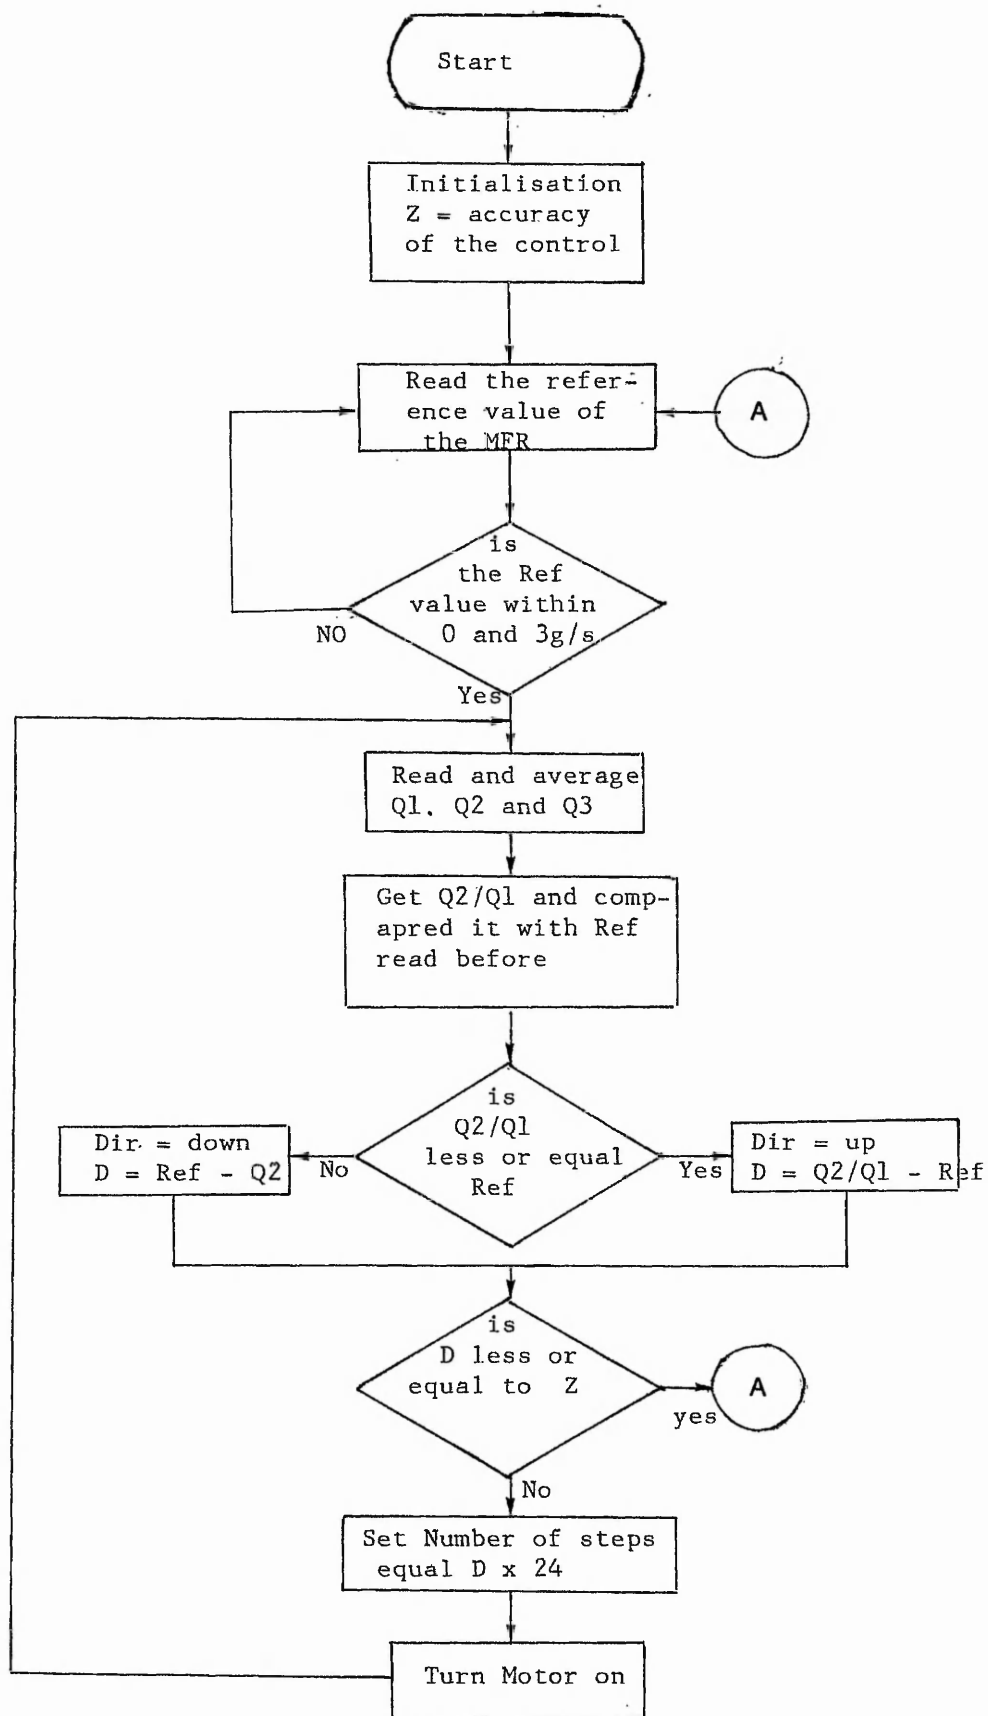 Start
Initialisation
Z = accuracy
of the control
Read the refer-
ence value of
the MFR
A
is
the Ref
value within
0 and 3g/s
NO
Yes
Read and average
Q1. Q2 and Q3
Get Q2/Q1 and comp-
apred it with Ref
read before
is
Q2/Q1
less or equal
Ref
No
Yes
Dir = down
D = Ref - Q2
Dir = up
D = Q2/Q1 - Ref
is
D less or
equal to Z
yes
A
No
Set Number of steps
equal D x 24
Turn Motor on